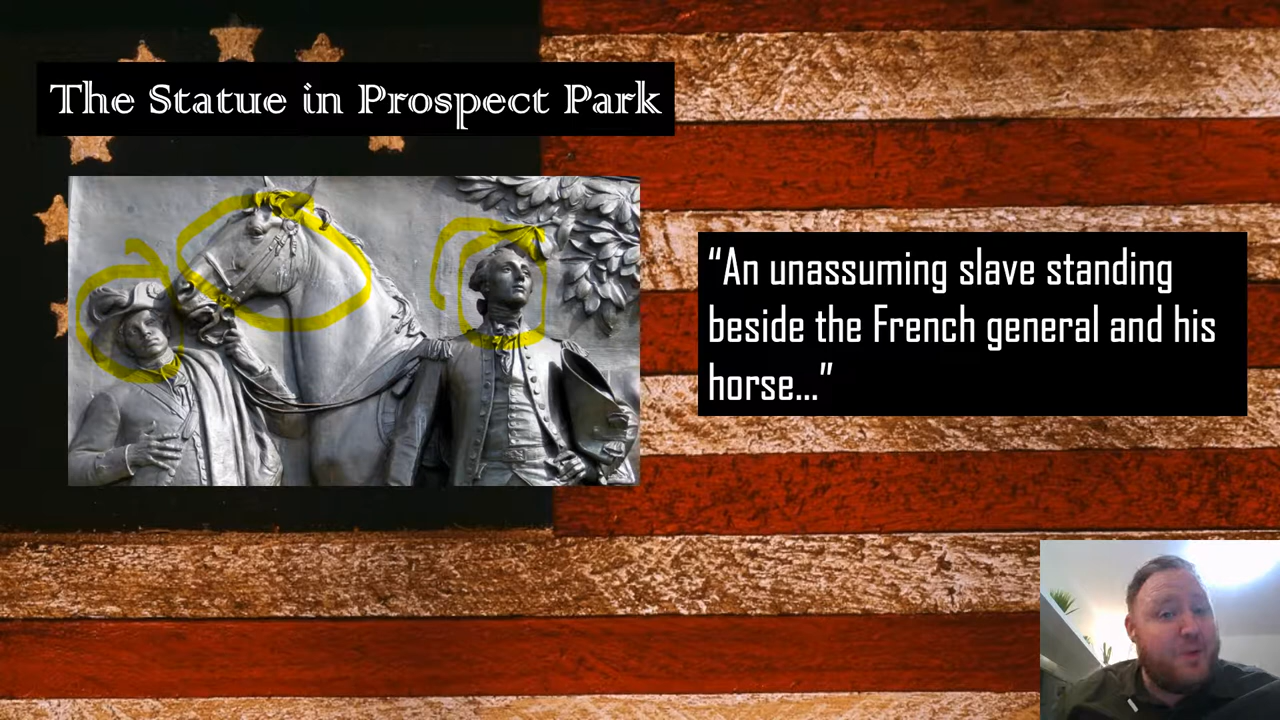 The Statue in Prospect Park
“An unassuming slave standing
beside the French general and his
horse...”